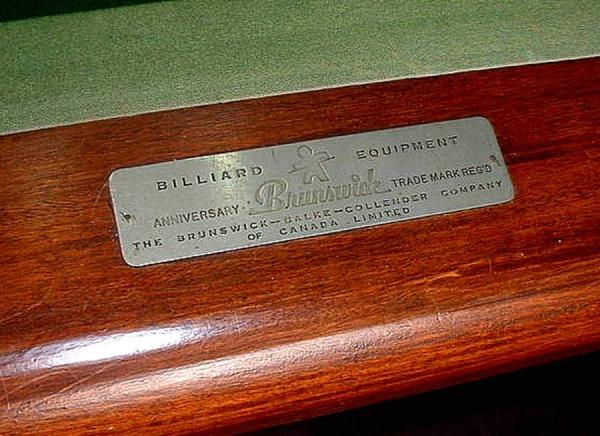 BILLIARD EQUIPMENT
ANNIVERSARY · Brunswick TRADE MARK REG'D
THE BRUNSWICK-BALKE-COLLENDER COMPANY
OF CANADA LIMITED